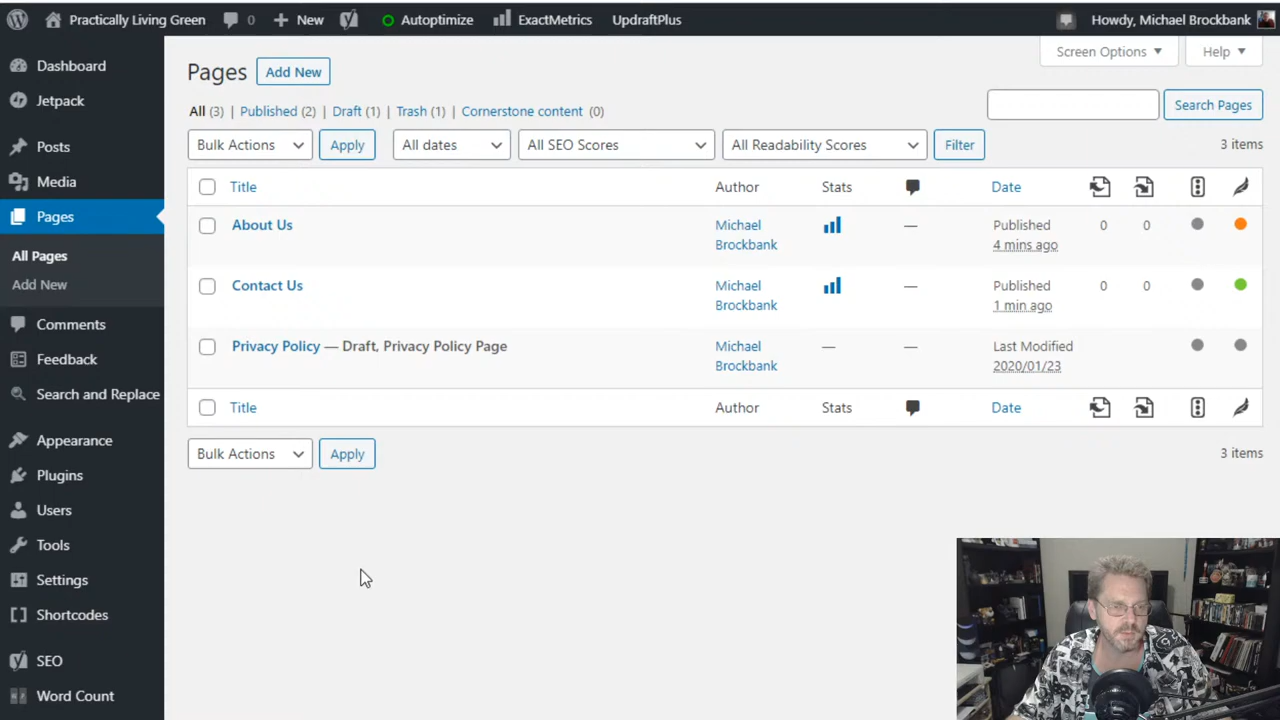 Practically Living Green 0 New Autoptimize ExactMetrics UpdraftPlus Howdy, Michael Brockbank
Screen Options Help
Dashboard
Jetpack
Posts
Media
Pages
All Pages
Add New
Comments
Feedback
Search and Replace
Appearance
Plugins
Users
Tools
Settings
Shortcodes
SEO
Word Count
Pages Add New
All (3) | Published (2) | Draft (1) | Trash (1) | Cornerstone content (0)
Search Pages
Bulk Actions Apply All dates All SEO Scores All Readability Scores Filter 3 items
Title Author Stats Date
About Us Michael Brockbank — Published 4 mins ago 0 0
Contact Us Michael Brockbank — Published 1 min ago 0 0
Privacy Policy — Draft, Privacy Policy Page Michael Brockbank — — Last Modified 2020/01/23
Title Author Stats Date
Bulk Actions Apply 3 items